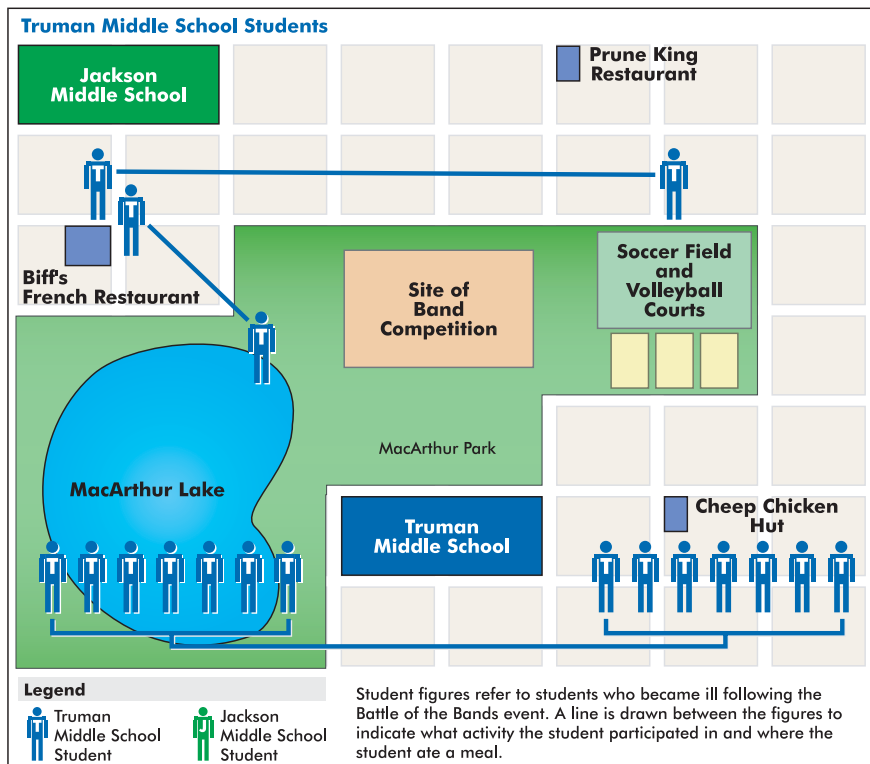 Truman Middle School Students
Jackson
Middle School
Prune King
Restaurant
Biff's
French Restaurant
Site of
Band
Competition
Soccer Field
and
Volleyball
Courts
MacArthur Park
MacArthur Lake
Truman
Middle School
Cheep Chicken
Hut
Legend
Truman
Middle School
Student
Jackson
Middle School
Student
Student figures refer to students who became ill following the
Battle of the Bands event. A line is drawn between the figures to
indicate what activity the student participated in and where the
student ate a meal.